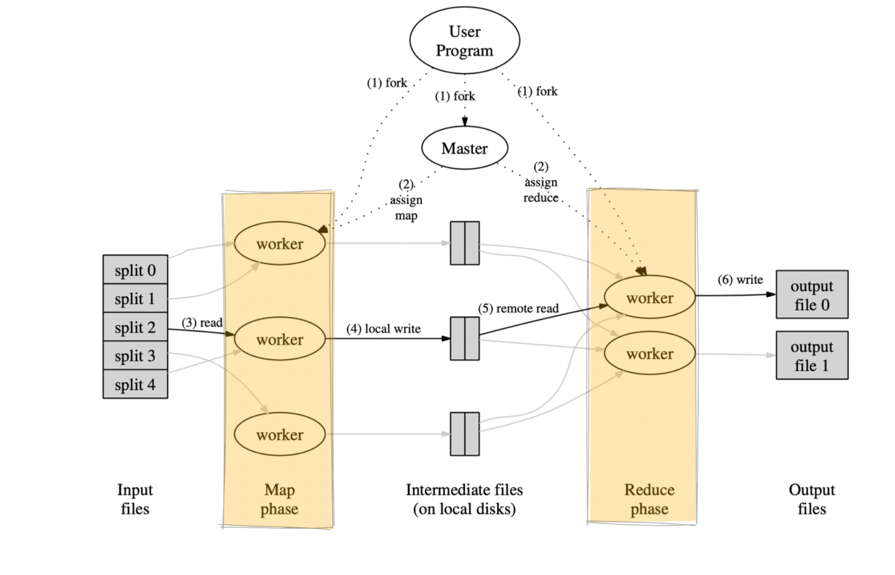 User
Program
(1) fork
(1) fork
(1) fork
Master
(2)
assign
map
(2)
assign
reduce
split 0
split 1
split 2
split 3
split 4
(3) read
worker
worker
worker
(4) local write
(5) remote read
worker
worker
(6) write
output
file 0
output
file 1
Input
files
Map
phase
Intermediate files
(on local disks)
Reduce
phase
Output
files